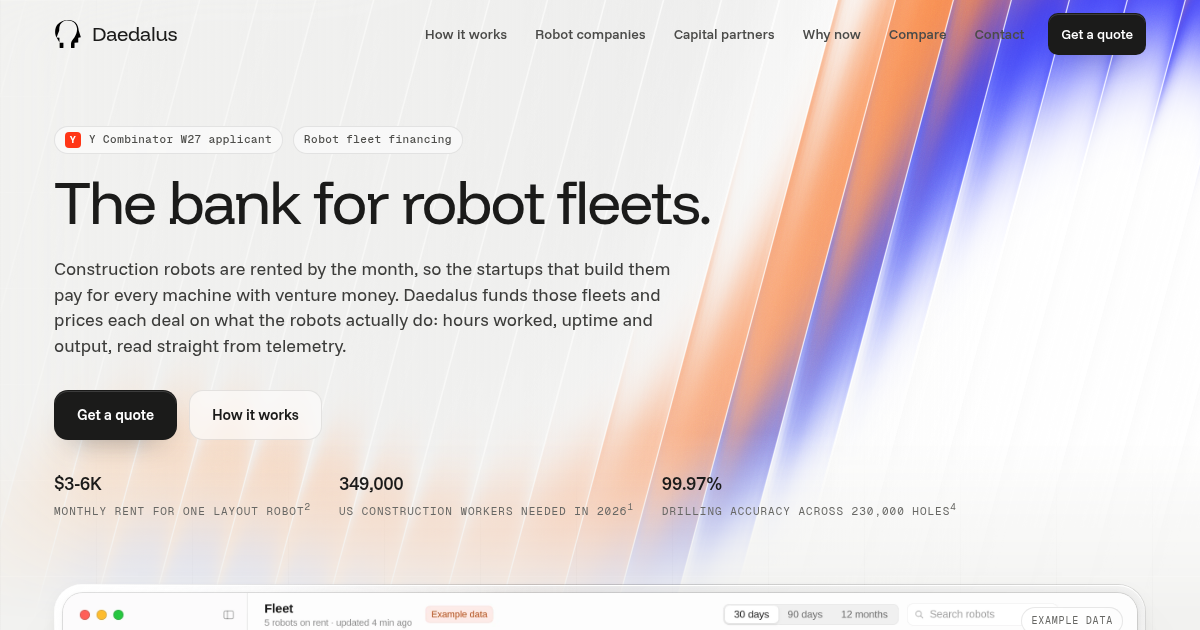 Daedalus
How it works
Robot companies
Capital partners
Why now
Compare
Contact
Get a quote
Y
Y Combinator W27 applicant
Robot fleet financing
The bank for robot fleets.
Construction robots are rented by the month, so the startups that build them
pay for every machine with venture money. Daedalus funds those fleets and
prices each deal on what the robots actually do: hours worked, uptime and
output, read straight from telemetry.
Get a quote
How it works
$3-6K
MONTHLY RENT FOR ONE LAYOUT ROBOT2
349,000
US CONSTRUCTION WORKERS NEEDED IN 20261
99.97%
DRILLING ACCURACY ACROSS 230,000 HOLES4
Fleet
5 robots on rent · updated 4 min ago
Example data
30 days
90 days
12 months
Search robots
EXAMPLE DATA